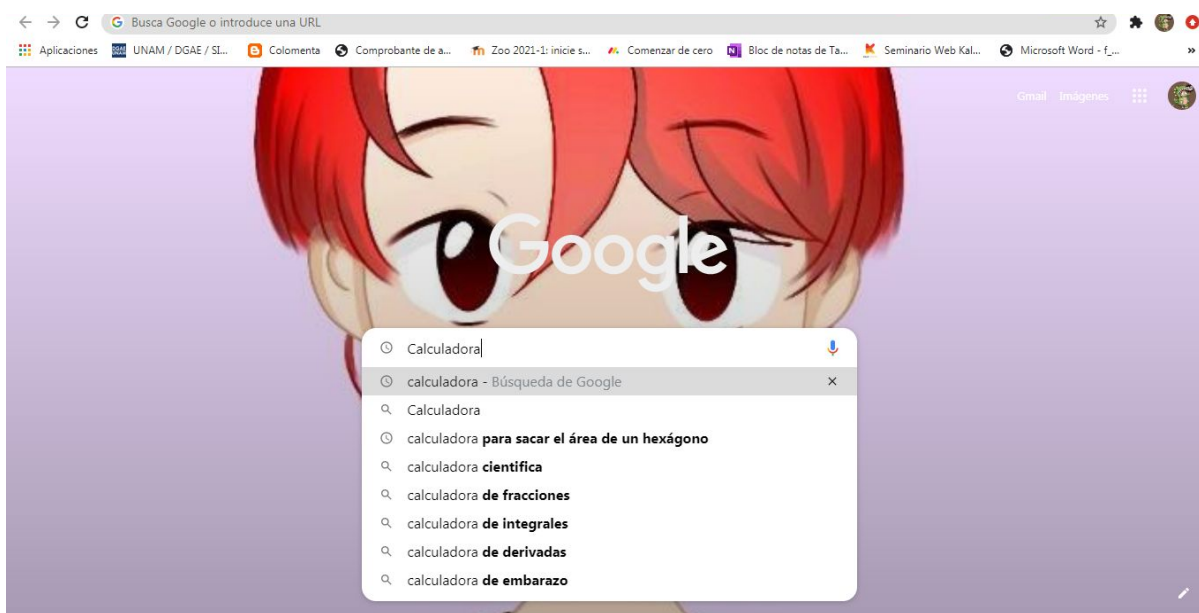 Busca Google o introduce una URL
Aplicaciones UNAM / DGAE / SI... Colomenta Comprobante de a... Zoo 2021-1: inicie s... Comenzar de cero Bloc de notas de Ta... Seminario Web Kal... Microsoft Word - f_... »
Gmail Imágenes
Google
Calculadora
calculadora - Búsqueda de Google
Calculadora
calculadora para sacar el área de un hexágono
calculadora cientifica
calculadora de fracciones
calculadora de integrales
calculadora de derivadas
calculadora de embarazo